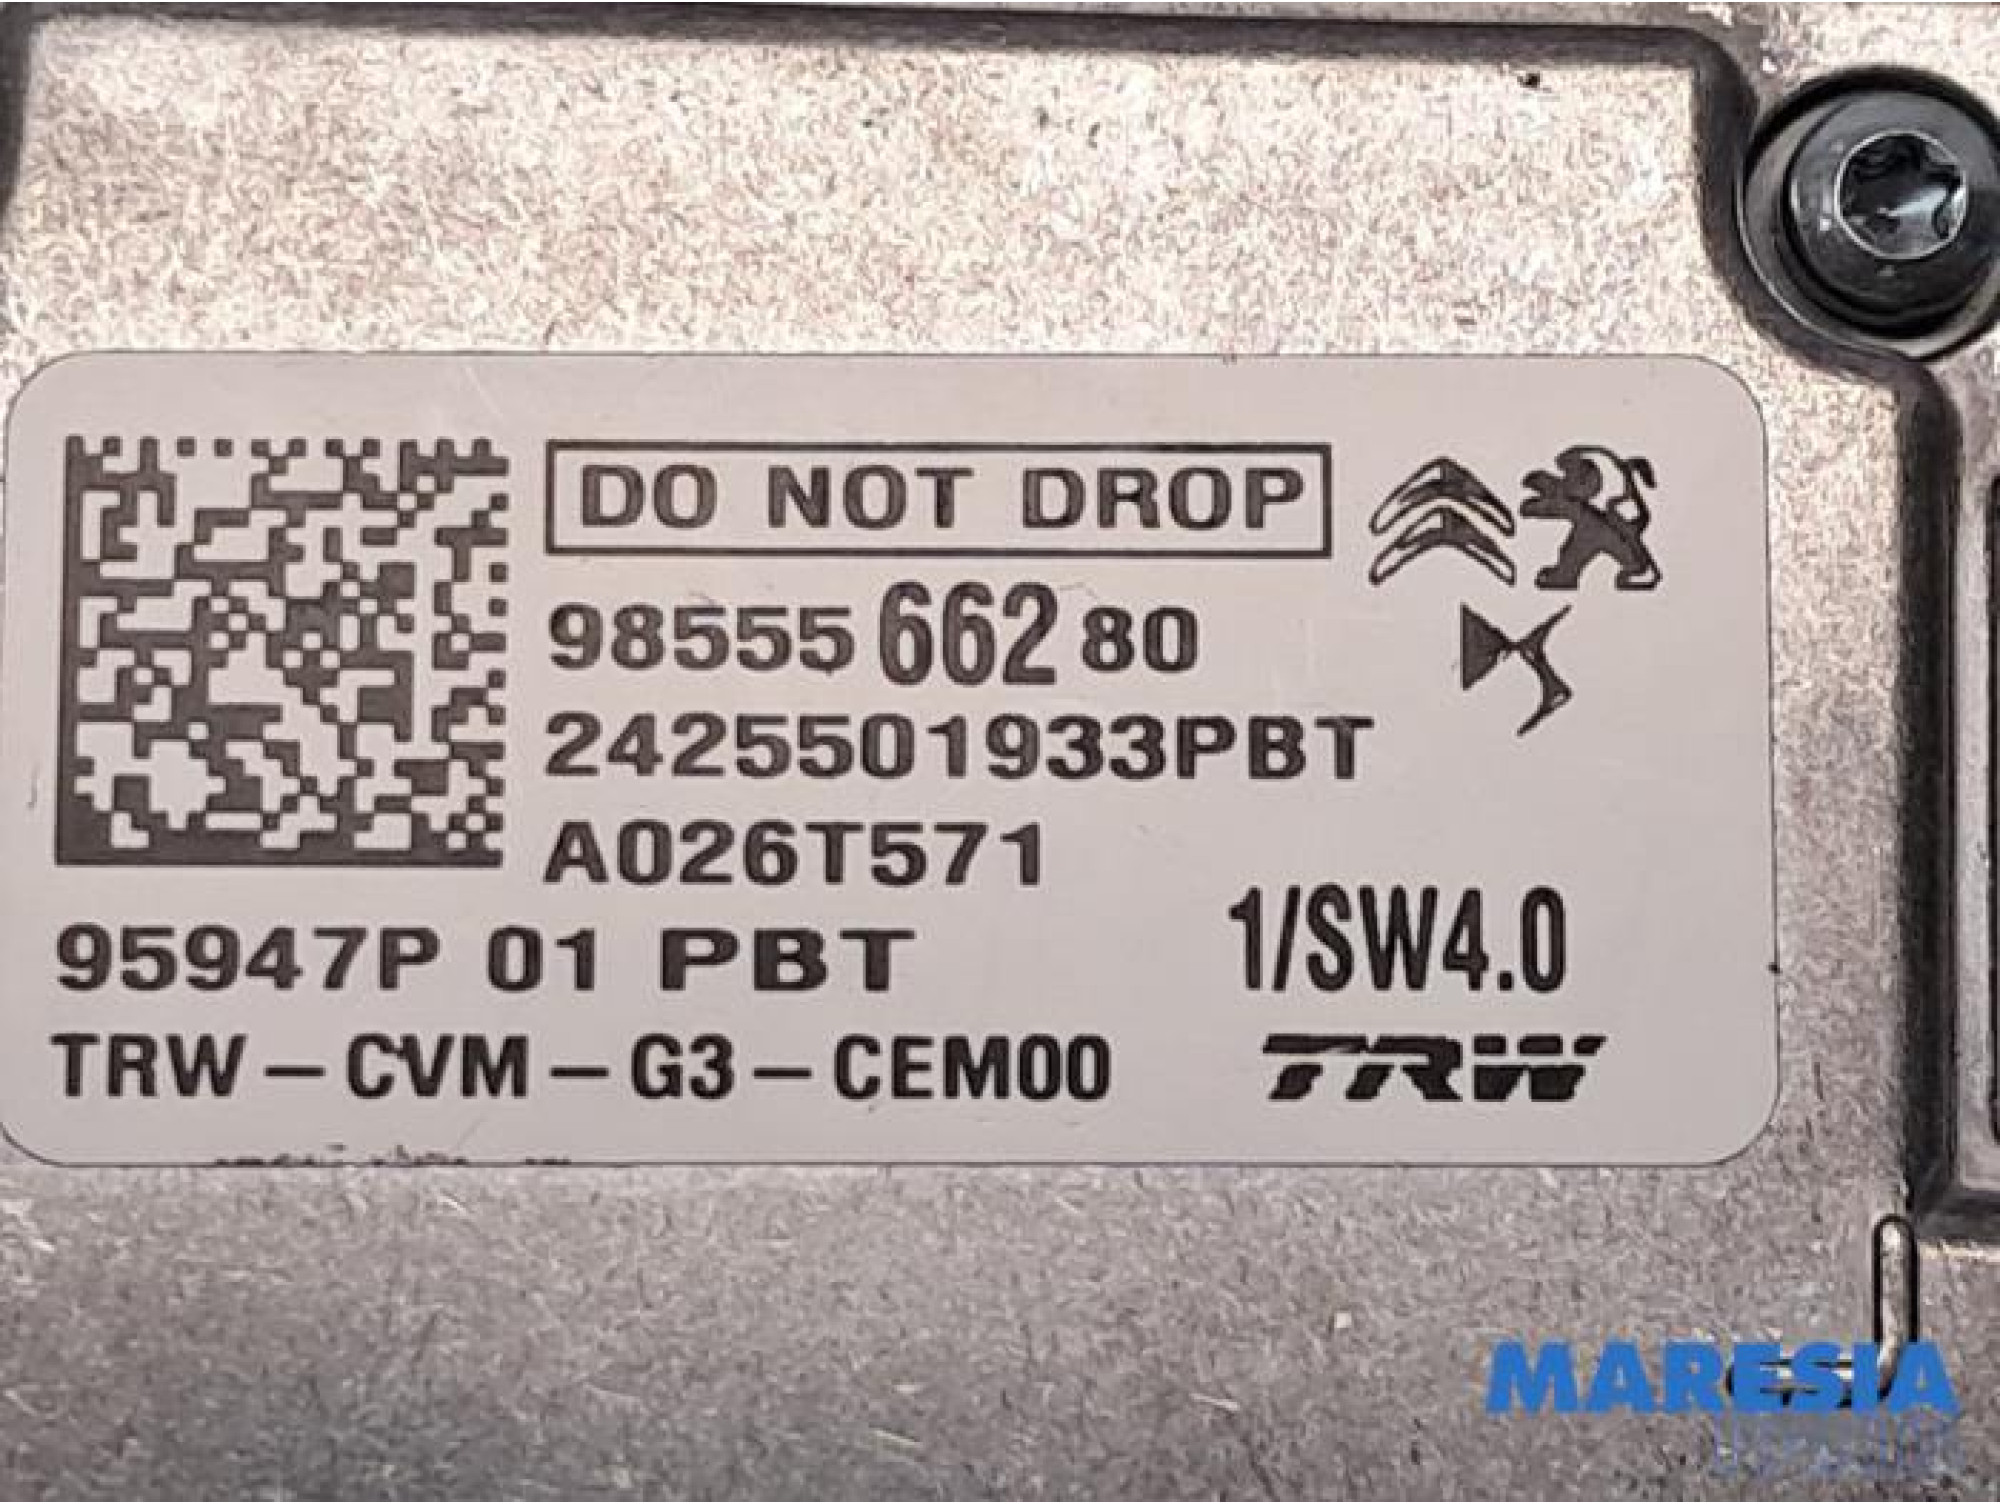 DO NOT DROP
98555 662 80
2425501933PBT
A026T571
95947P 01 PBT
1/SW4.0
TRW-CVM-G3-CEM00
TRW
MARESIA